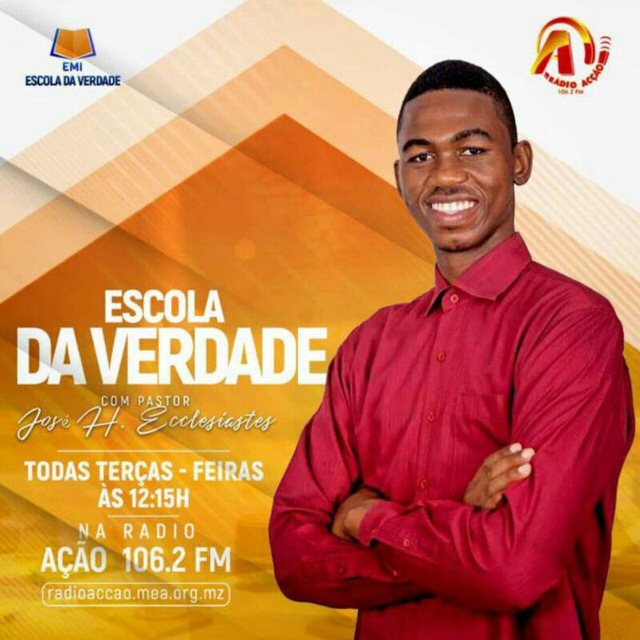 EMI
ESCOLA DA VERDADE
RÁDIO ACÇÃO
106.2 FM
ESCOLA
DA VERDADE
COM PASTOR
José H. Ecclesiastes
TODAS TERÇAS - FEIRAS
ÀS 12:15H
NA RADIO
AÇÃO 106.2 FM
radioaccao.mea.org.mz